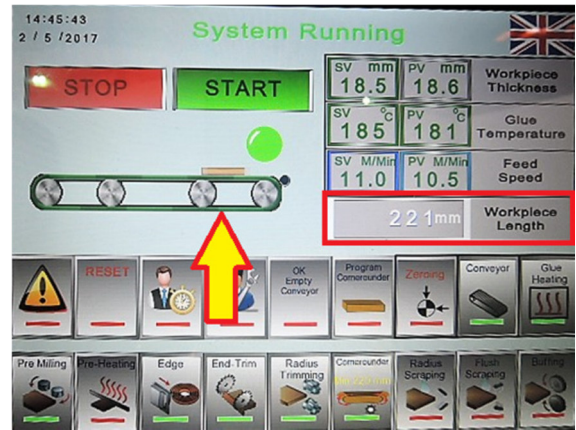 14:45:43
2 / 5 /2017
System Running
STOP
START
SV mm
18.5
PV mm
18.6
Workpiece
Thickness
SV °C
185
PV °C
181
Glue
Temperature
SV M/Min
11.0
PV M/Min
10.5
Feed
Speed
221mm
Workpiece
Length
RESET
OK
Empty
Conveyor
Program
Cornerounder
Zeroing
Conveyor
Glue
Heating
Pre Milling
Pre-Heating
Edge
End-Trim
Radius
Trimming
Cornerounder
220 mm
Radius
Scraping
Flush
Scraping
Buffing